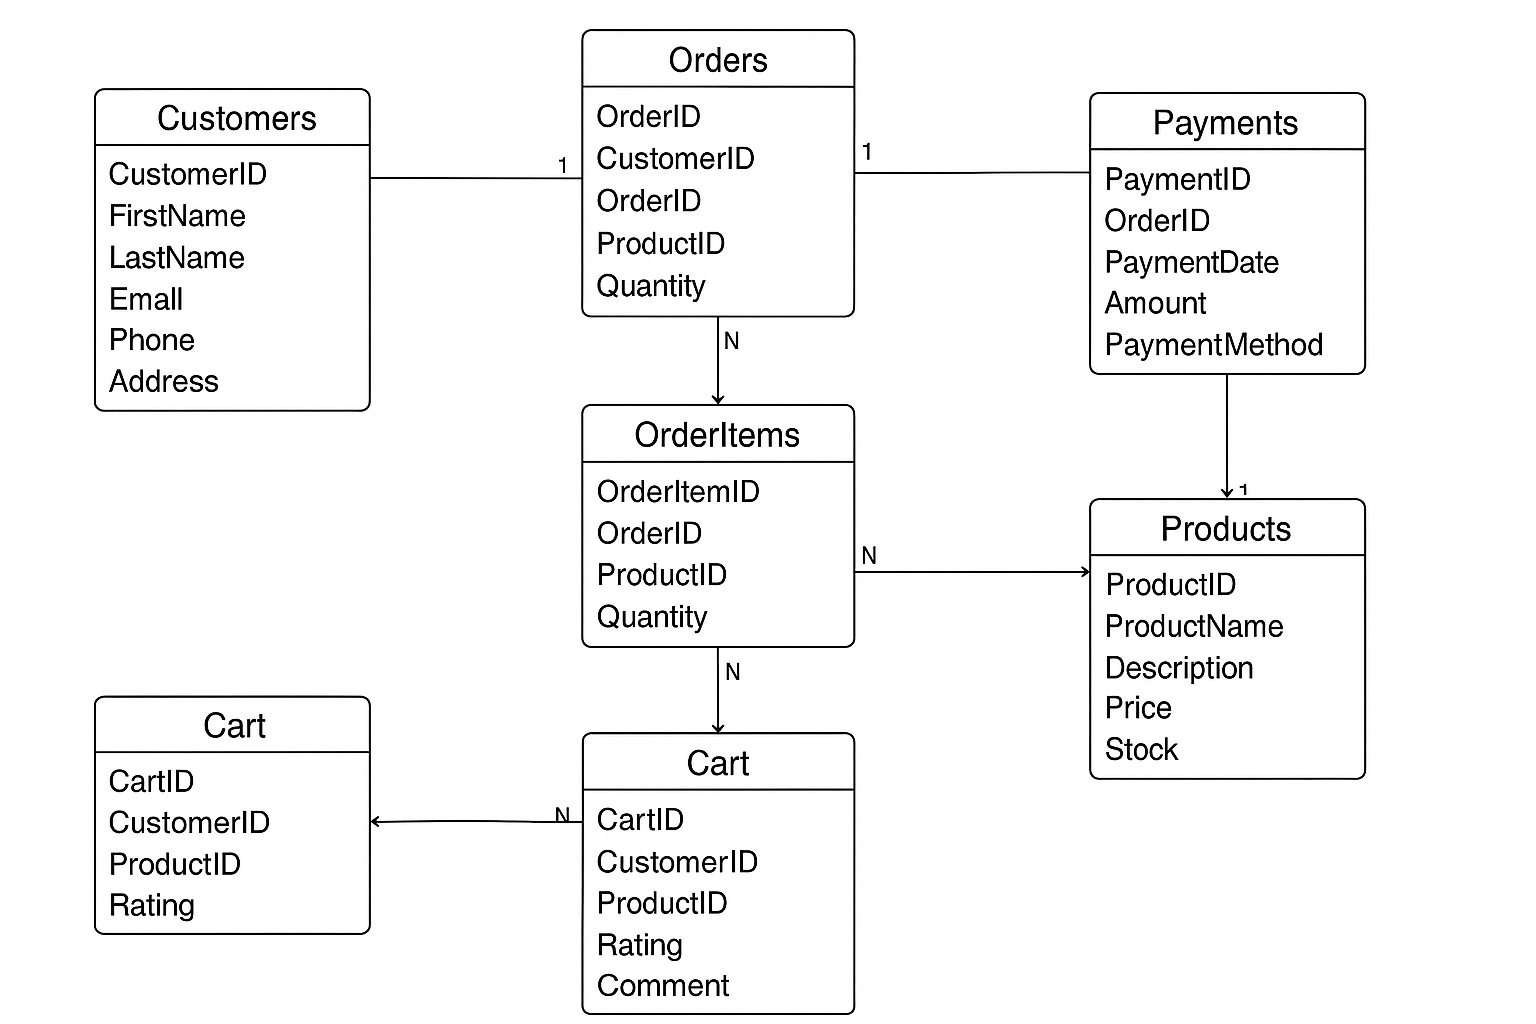 Customers
CustomerID
FirstName
LastName
Emall
Phone
Address
1
Orders
OrderID
CustomerID
OrderID
ProductID
Quantity
1
Payments
PaymentID
OrderID
PaymentDate
Amount
PaymentMethod
N
1
OrderItems
OrderItemID
OrderID
ProductID
Quantity
N
Products
ProductID
ProductName
Description
Price
Stock
N
Cart
CartID
CustomerID
ProductID
Rating
N
Cart
CartID
CustomerID
ProductID
Rating
Comment